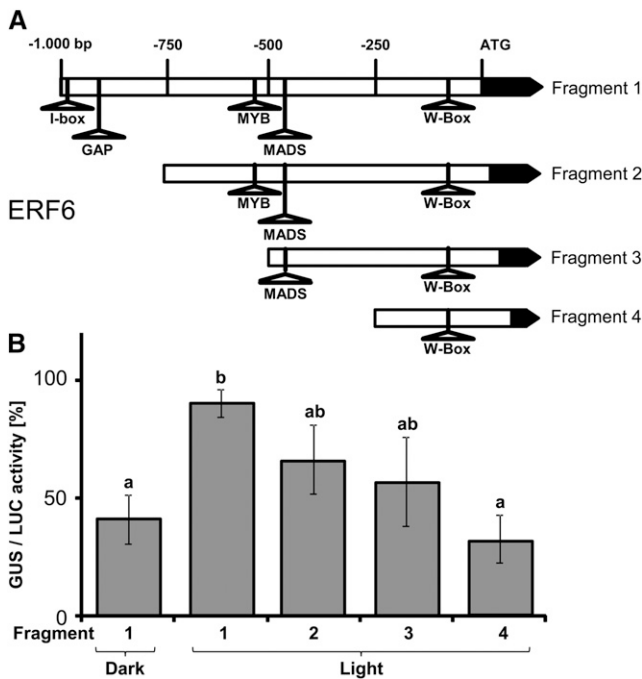 A
-1.000 bp -750 -500 -250 ATG
Fragment 1
I-box MYB W-Box
GAP MADS
Fragment 2
MYB W-Box
ERF6
MADS
Fragment 3
MADS W-Box
Fragment 4
W-Box
B
GUS / LUC activity [%]
100
50
0
a b ab ab a
Fragment 1 1 2 3 4
Dark Light